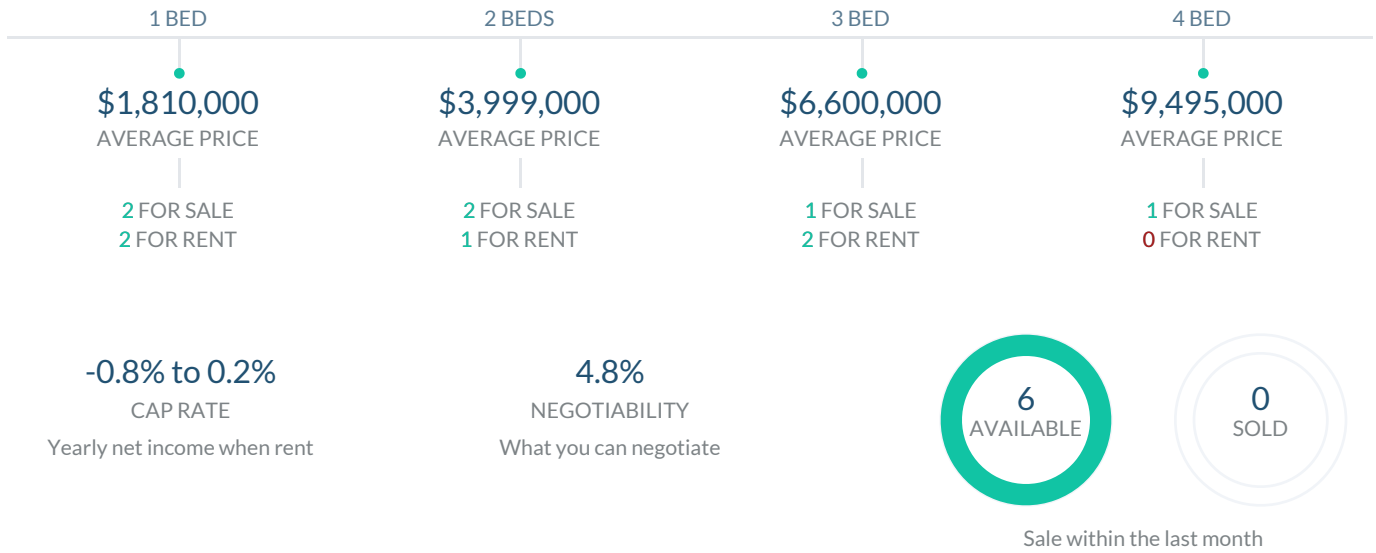 1 BED
2 BEDS
3 BED
4 BED
$1,810,000
$3,999,000
$6,600,000
$9,495,000
AVERAGE PRICE
AVERAGE PRICE
AVERAGE PRICE
AVERAGE PRICE
2 FOR SALE
2 FOR SALE
1 FOR SALE
1 FOR SALE
2 FOR RENT
1 FOR RENT
2 FOR RENT
0 FOR RENT
-0.8% to 0.2%
CAP RATE
Yearly net income when rent
4.8%
NEGOTIABILITY
What you can negotiate
6
AVAILABLE
0
SOLD
Sale within the last month